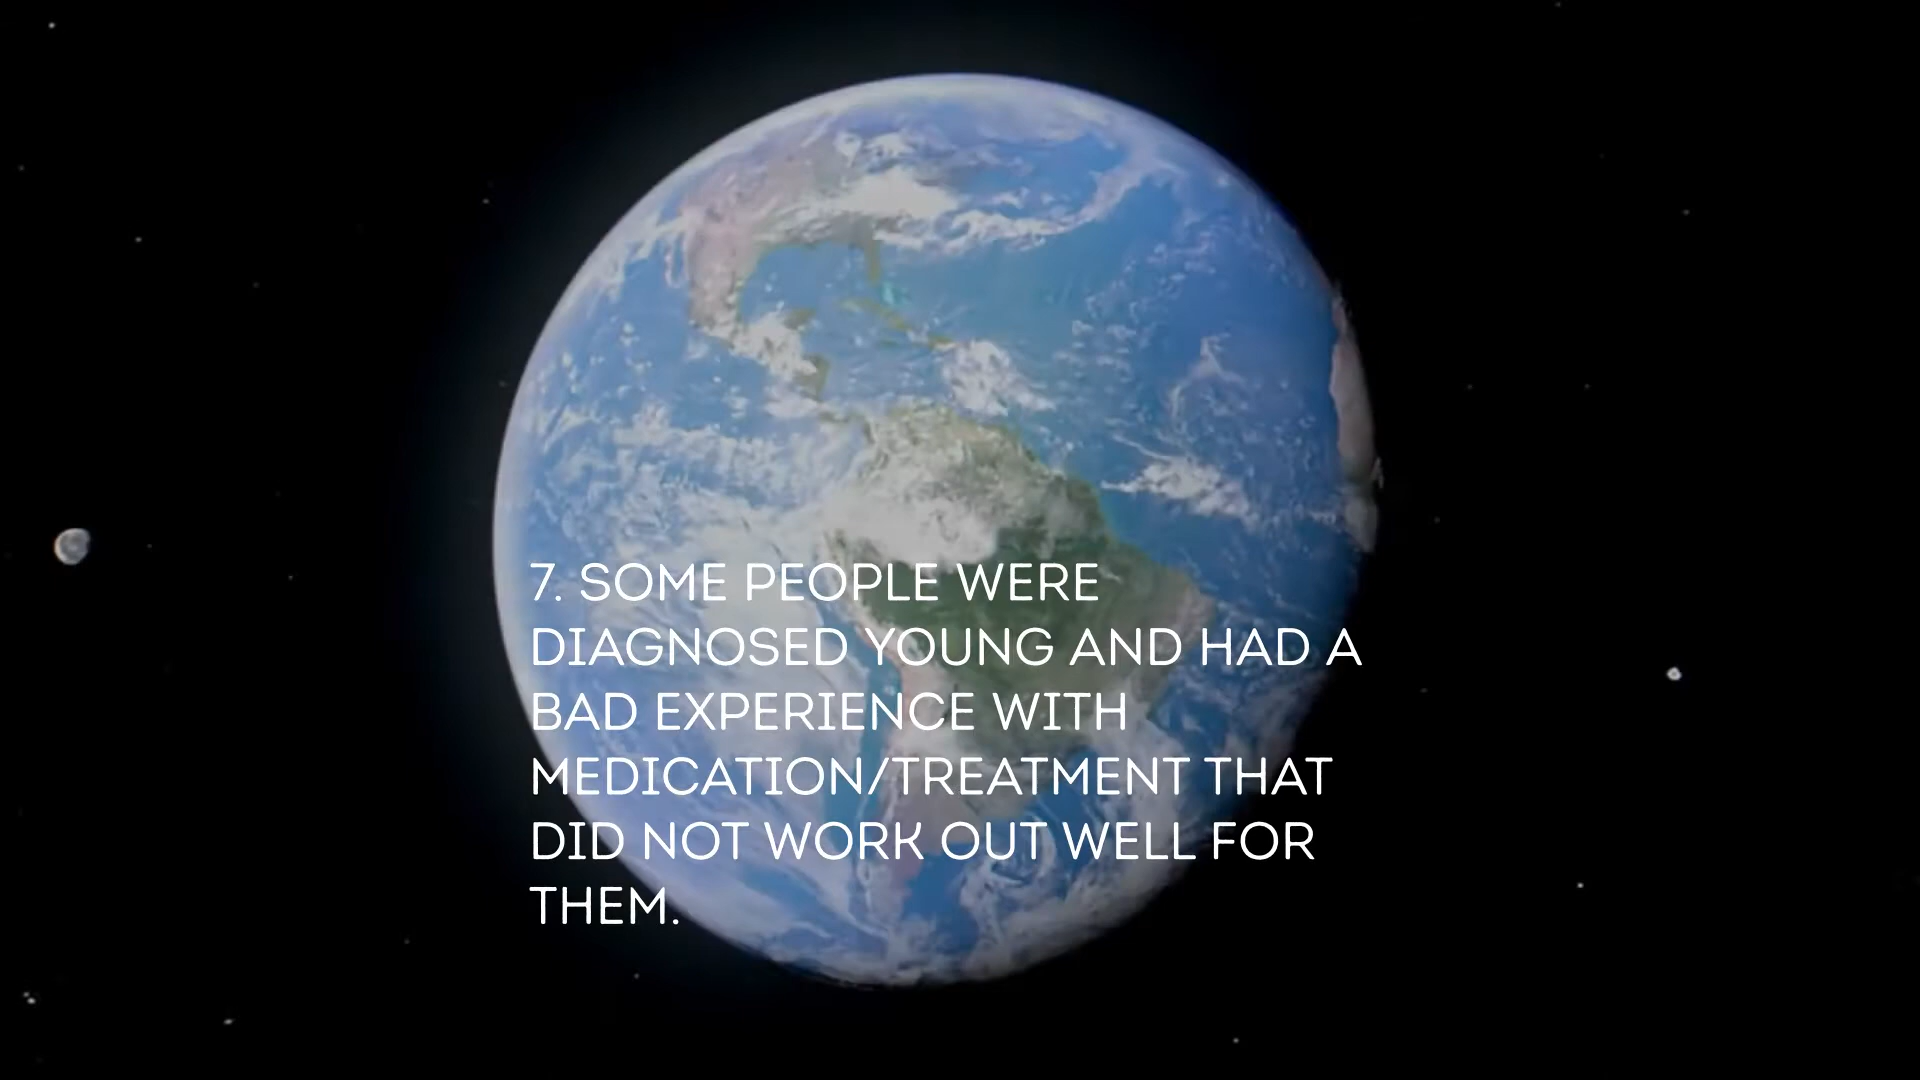 7. SOME PEOPLE WERE
DIAGNOSED YOUNG AND HAD A
BAD EXPERIENCE WITH
MEDICATION/TREATMENT THAT
DID NOT WORK OUT WELL FOR
THEM.